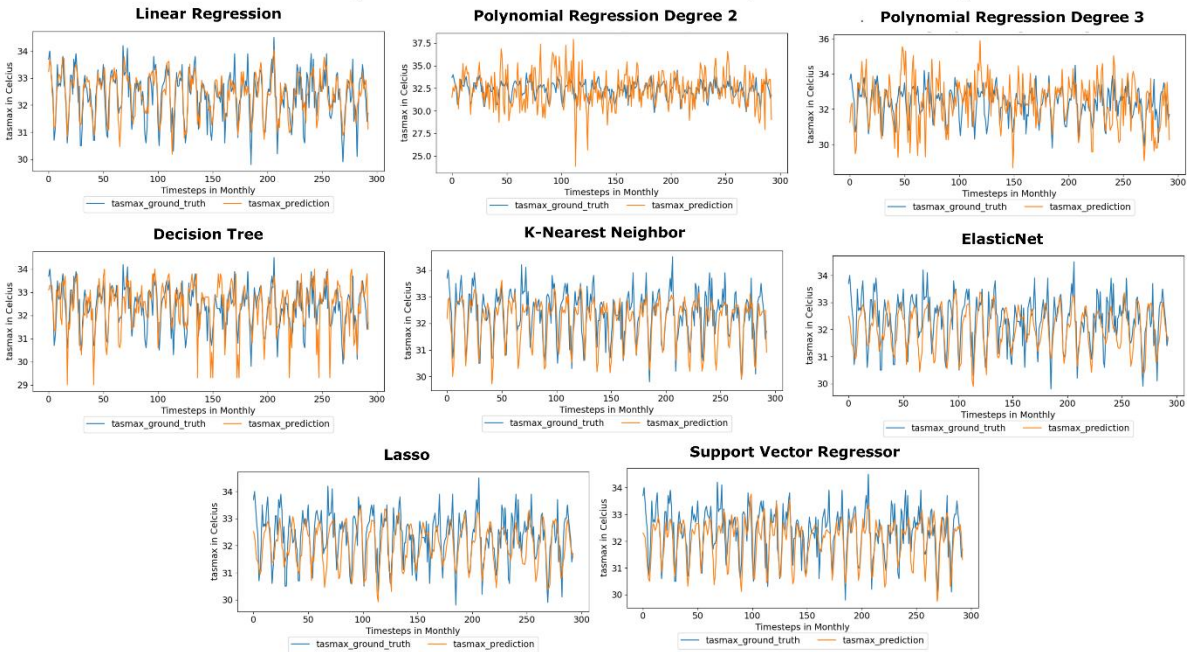 Linear Regression
tasmax in Celcius
34
33
32
31
30
0 50 100 150 200 250 300
Timesteps in Monthly
tasmax_ground_truth tasmax_prediction
Polynomial Regression Degree 2
tasmax in Celcius
37.5
35.0
32.5
30.0
27.5
25.0
0 50 100 150 200 250 300
Timesteps in Monthly
tasmax_ground_truth tasmax_prediction
Polynomial Regression Degree 3
tasmax in Celcius
36
34
32
30
0 50 100 150 200 250 300
Timesteps in Monthly
tasmax_ground_truth tasmax_prediction
Decision Tree
tasmax in Celcius
34
33
32
31
30
29
0 50 100 150 200 250 300
Timesteps in Monthly
tasmax_ground_truth tasmax_prediction
K-Nearest Neighbor
tasmax in Celcius
34
33
32
31
30
0 50 100 150 200 250 300
Timesteps in Monthly
tasmax_ground_truth tasmax_prediction
ElasticNet
tasmax in Celcius
34
33
32
31
30
0 50 100 150 200 250 300
Timesteps in Monthly
tasmax_ground_truth tasmax_prediction
Lasso
tasmax in Celcius
34
33
32
31
30
0 50 100 150 200 250 300
Timesteps in Monthly
tasmax_ground_truth tasmax_prediction
Support Vector Regressor
tasmax in Celcius
34
33
32
31
30
0 50 100 150 200 250 300
Timesteps in Monthly
tasmax_ground_truth tasmax_prediction